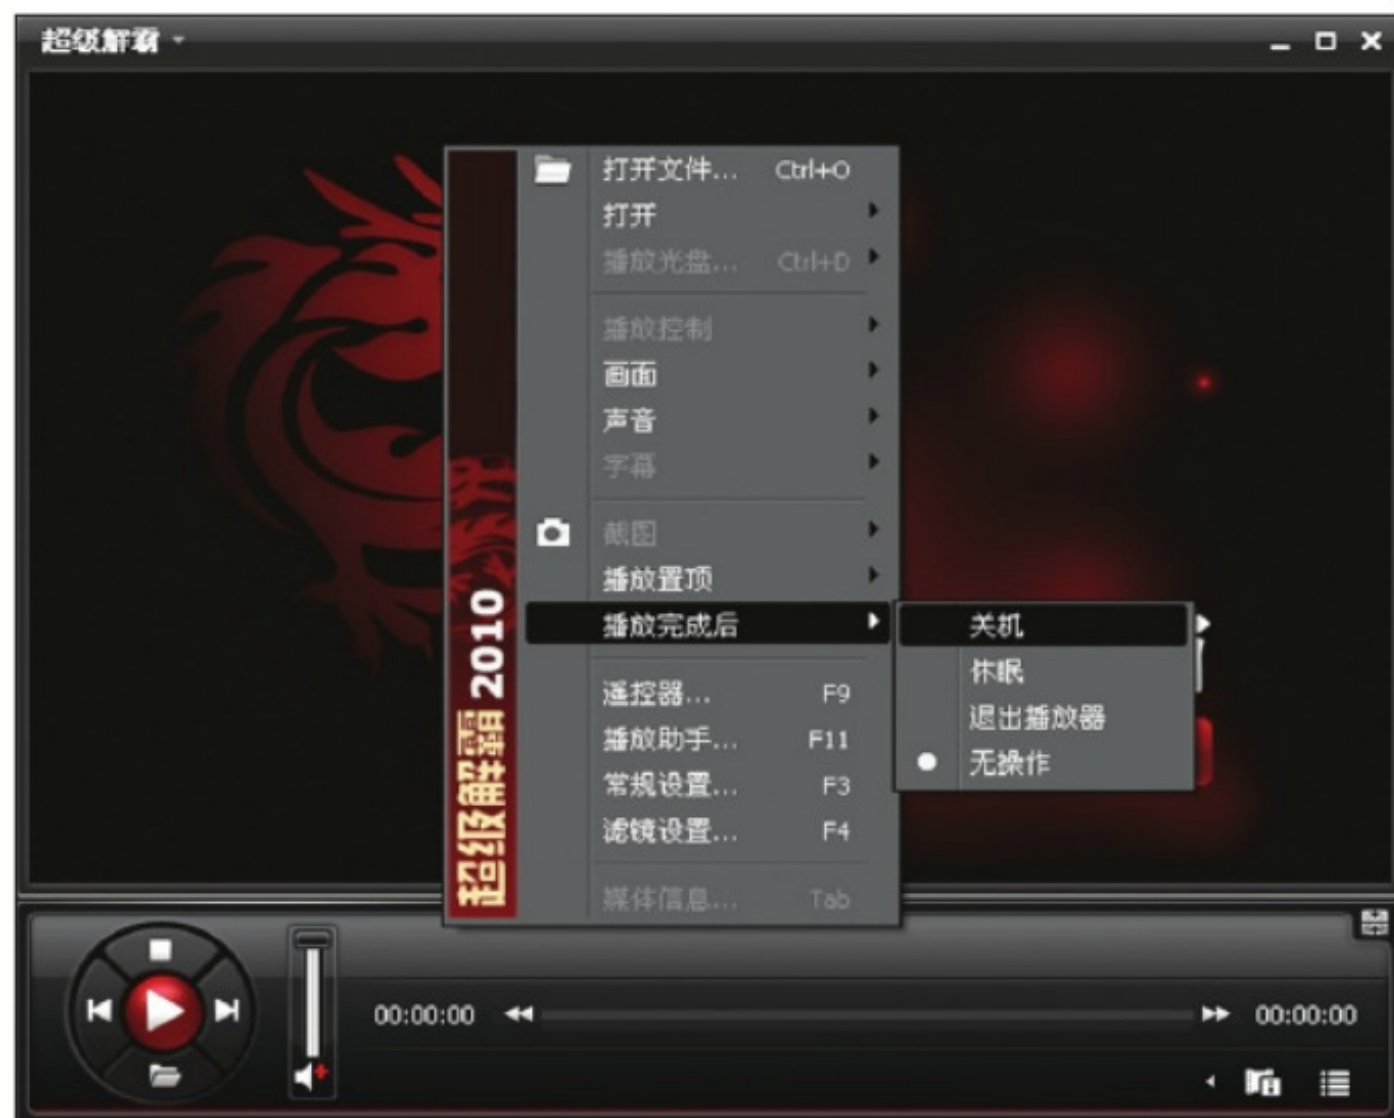 超级解霸
打开文件... Ctrl+O
打开
播放光盘... Ctrl+D
播放控制
画面
声音
字幕
截图
播放置顶
播放完成后
遥控器... F9
播放助手... F11
常规设置... F3
滤镜设置... F4
媒体信息... Tab
超级解霸 2010
关机
休眠
退出播放器
无操作
00:00:00
00:00:00